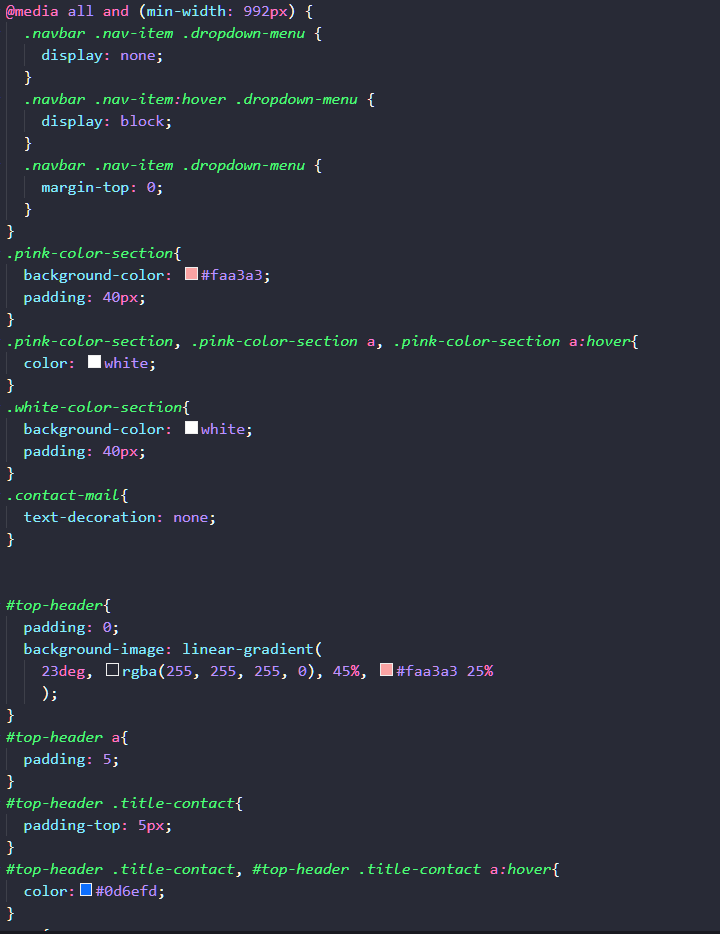 @media all and (min-width: 992px) {
  .navbar .nav-item .dropdown-menu {
    display: none;
  }
  .navbar .nav-item:hover .dropdown-menu {
    display: block;
  }
  .navbar .nav-item .dropdown-menu {
    margin-top: 0;
  }
}
.pink-color-section{
  background-color: #faa3a3;
  padding: 40px;
}
.pink-color-section, .pink-color-section a, .pink-color-section a:hover{
  color: white;
}
.white-color-section{
  background-color: white;
  padding: 40px;
}
.contact-mail{
  text-decoration: none;
}


#top-header{
  padding: 0;
  background-image: linear-gradient(
    23deg, rgba(255, 255, 255, 0), 45%, #faa3a3 25%
    );
}
#top-header a{
  padding: 5;
}
#top-header .title-contact{
  padding-top: 5px;
}
#top-header .title-contact, #top-header .title-contact a:hover{
  color: #0d6efd;
}